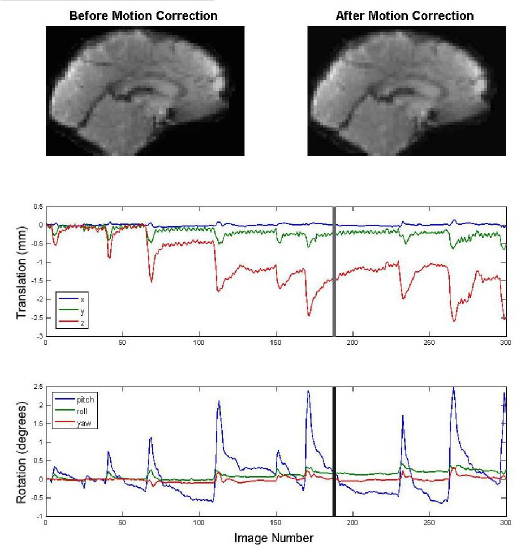 Before Motion Correction After Motion Correction
0.5
0
-0.5
-1
-1.5
-2
-2.5
-3
Translation (mm)
x
y
z
0 50 100 150 200 250 300
2.5
2
1.5
1
0.5
0
-0.5
-1
Rotation (degrees)
pitch
roll
yaw
0 50 100 150 200 250 300
Image Number